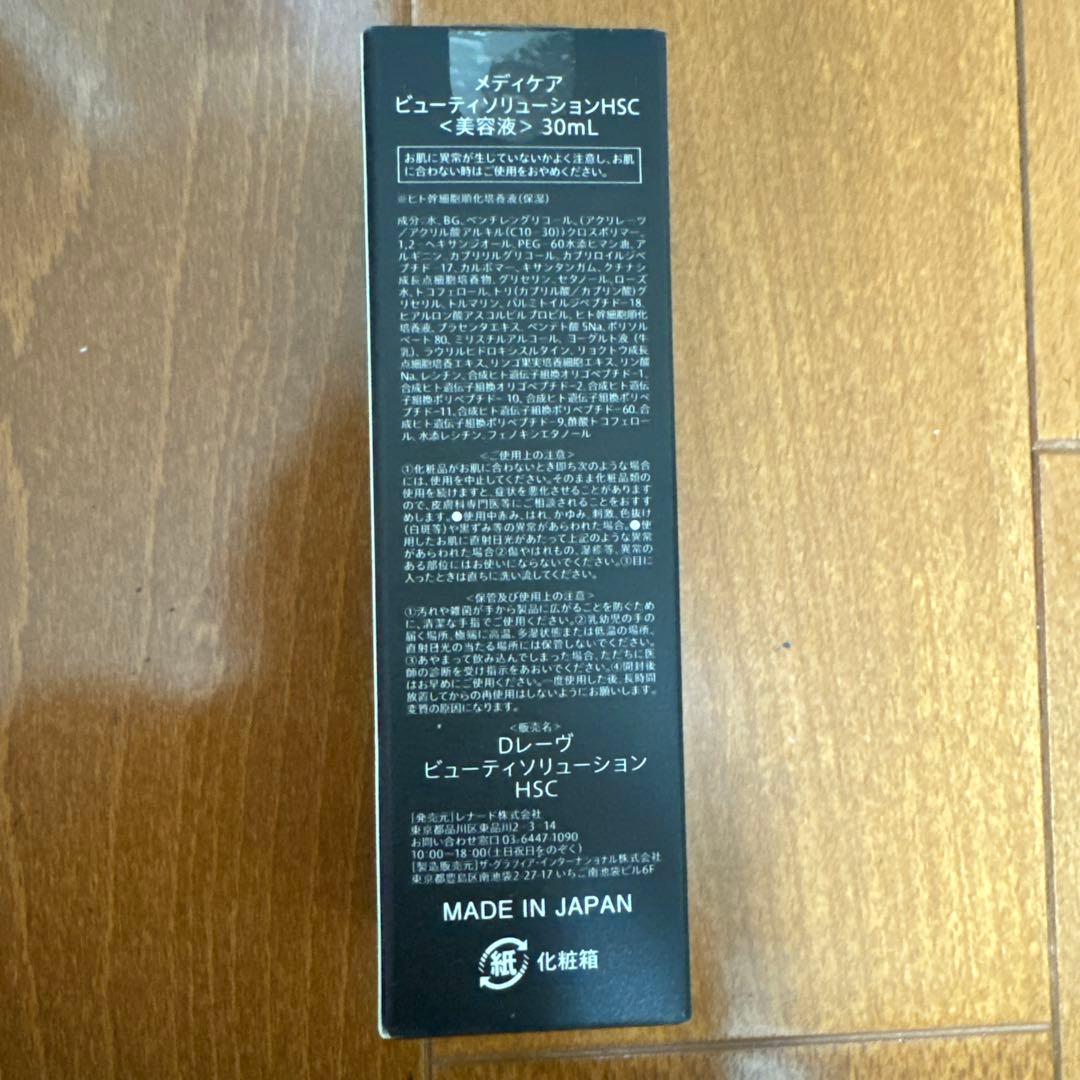 メディケア
ビューティソリューションHSC
<美容液> 30mL
お肌に異常が生していないかよく注意し、お肌
に合わない時はご使用をおやめください。
※ヒト幹細胞順化培養液(保湿)
成分:水、BG、ペンチレングリコール、(アクリレーツ
/アクリル酸アルキル(C10-30))クロスポリマー、
1,2-ヘキサンジオール、PEG-60水添ヒマシ油、ア
ルギニン、カプリリルグリコール、カプリロイルジペ
プチド-17、カルボマー、キサンタンガム、クチナシ
成長点細胞培養物、グリセリン、セタノール、ローズ
水、トコフェロール、トリ(カプリル酸/カプリン酸)グ
リセリル、トルマリン、パルミトイルジペプチド-18、
ヒアルロン酸アスコルビルプロピル、ヒト幹細胞順化
培養液、プラセンタエキス、ペンテト酸5Na、ポリソル
ベート80、ミリスチルアルコール、ヨーグルト液(牛
乳)、ラウリルヒドロキシスルタイン、リョクトウ成長
点細胞培養エキス、リンゴ果実培養細胞エキス、リン酸
Na、レシチン、合成ヒト遺伝子組換オリゴペプチド-1、
合成ヒト遺伝子組換オリゴペプチド-2、合成ヒト遺伝
子組換ポリペプチド-10、合成ヒト遺伝子組換ポリペ
プチド-11、合成ヒト遺伝子組換ポリペプチド-60、合
成ヒト遺伝子組換ポリペプチド-9、酢酸トコフェロー
ル、水添レシチン、フェノキシエタノール
<ご使用上の注意>
①化粧品がお肌に合わないとき即ち次のような場合
には、使用を中止してください。そのまま化粧品類の
使用を続けますと、症状を悪化させることがあります
ので、皮膚科専門医等にご相談されることをおすす
めします。●使用中赤み、はれ、かゆみ、刺激、色抜け
(白斑等)や黒ずみ等の異常があらわれた場合。●使
用したお肌に直射日光があたって上記のような異常
があらわれた場合②傷やはれもの、湿疹等、異常の
ある部位にはお使いにならないでください。③目に
入ったときは直ちに洗い流してください。
<保管及び使用上の注意>
①汚れや雑菌が手から製品に広がることを防ぐため
に、清潔な手指でご使用ください。②乳幼児の手の
届く場所、極端に高温、多湿状態または低温の場所、
直射日光の当たる場所には保管しないでください。
③あやまって飲み込んでしまった場合、ただちに医
師の診断を受け指示をあおいでください。④開封後
はお早めにご使用ください。一度使用した後、長時間
放置してからの再使用はしないようにお願いします。
変質の原因になります。
<販売名>
Dレーヴ
ビューティソリューション
HSC
[発売元]レナード株式会社
東京都品川区東品川2-3-14
お問い合わせ窓口03-6447-1090
10:00~18:00(土日祝日をのぞく)
[製造販売元]ザ・グラフィア・インターナショナル株式会社
東京都豊島区南池袋2-27-17いちご南池袋ビル6F
MADE IN JAPAN
紙 化粧箱